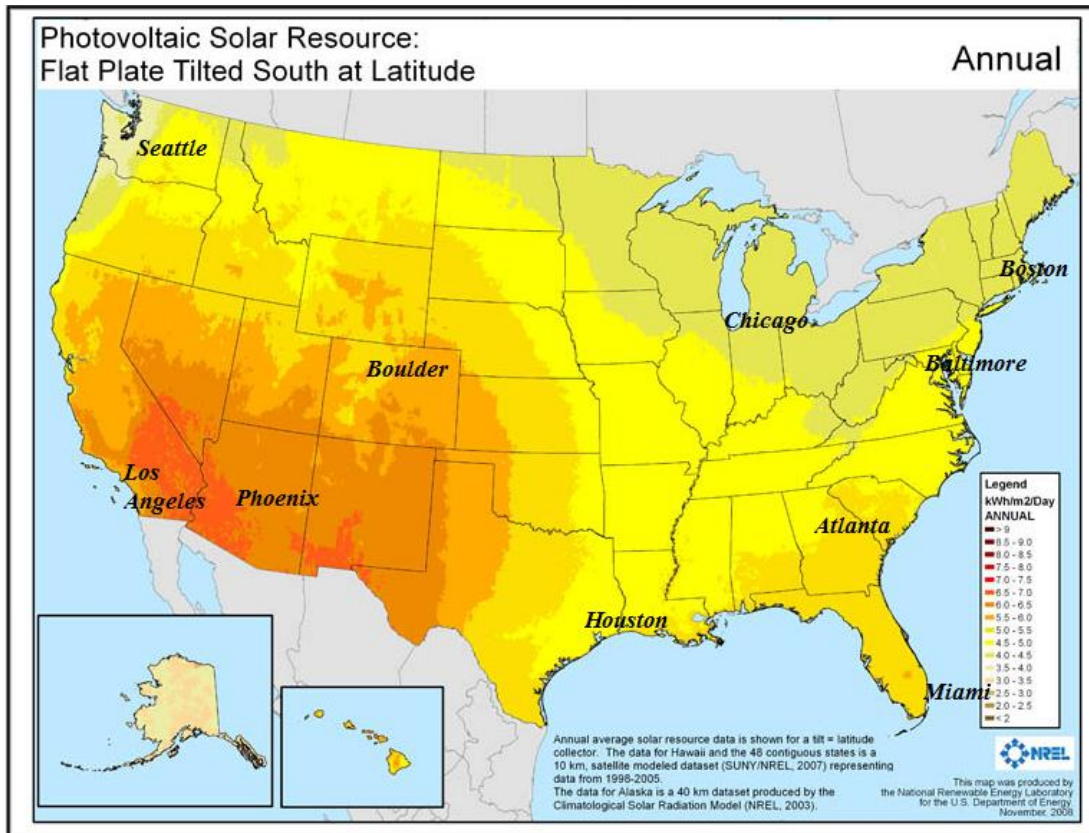 Photovoltaic Solar Resource:
Flat Plate Tilted South at Latitude
Annual
Seattle
Boston
Chicago
Boulder
Baltimore
Los
Angeles
Phoenix
Atlanta
Houston
Miami
Legend
kWh/m2/Day
ANNUAL
> 9
8.5 - 9.0
8.0 - 8.5
7.5 - 8.0
7.0 - 7.5
6.5 - 7.0
6.0 - 6.5
5.5 - 6.0
5.0 - 5.5
4.5 - 5.0
4.0 - 4.5
3.5 - 4.0
3.0 - 3.5
2.5 - 3.0
2.0 - 2.5
< 2
Annual average solar resource data is shown for a tilt = latitude
collector. The data for Hawaii and the 48 contiguous states is a
10 km, satellite modeled dataset (SUNY/NREL, 2007) representing
data from 1998-2005.
The data for Alaska is a 40 km dataset produced by the
Climatological Solar Radiation Model (NREL, 2003).
NREL
This map was produced by
the National Renewable Energy Laboratory
for the U.S. Department of Energy.
November, 2008